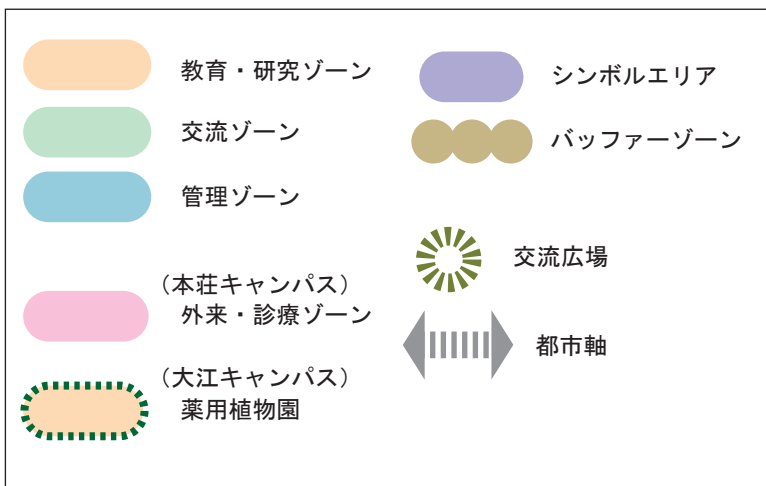 教育・研究ゾーン
交流ゾーン
管理ゾーン
（本荘キャンパス）
外来・診療ゾーン
（大江キャンパス）
薬用植物園
シンボルエリア
バッファーゾーン
交流広場
都市軸